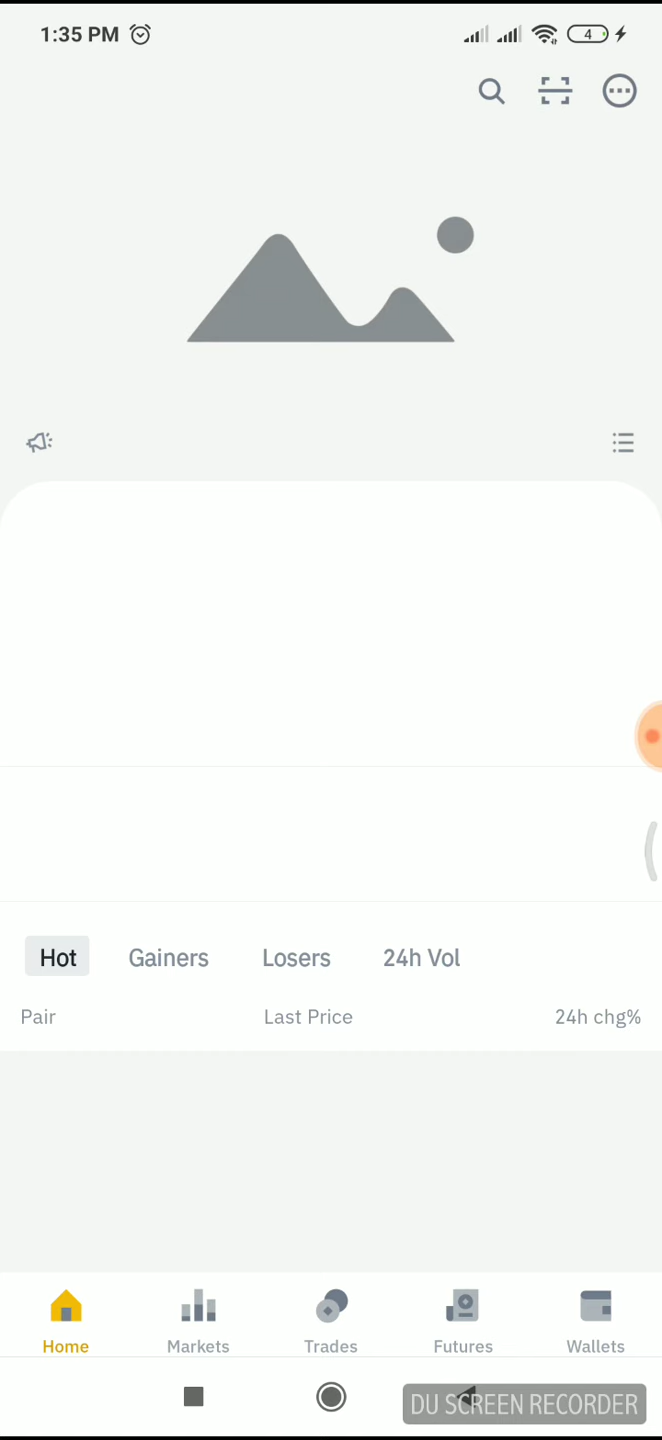 1:35 PM
4
Hot Gainers Losers 24h Vol
Pair Last Price 24h chg%
Home Markets Trades Futures Wallets
DU SCREEN RECORDER